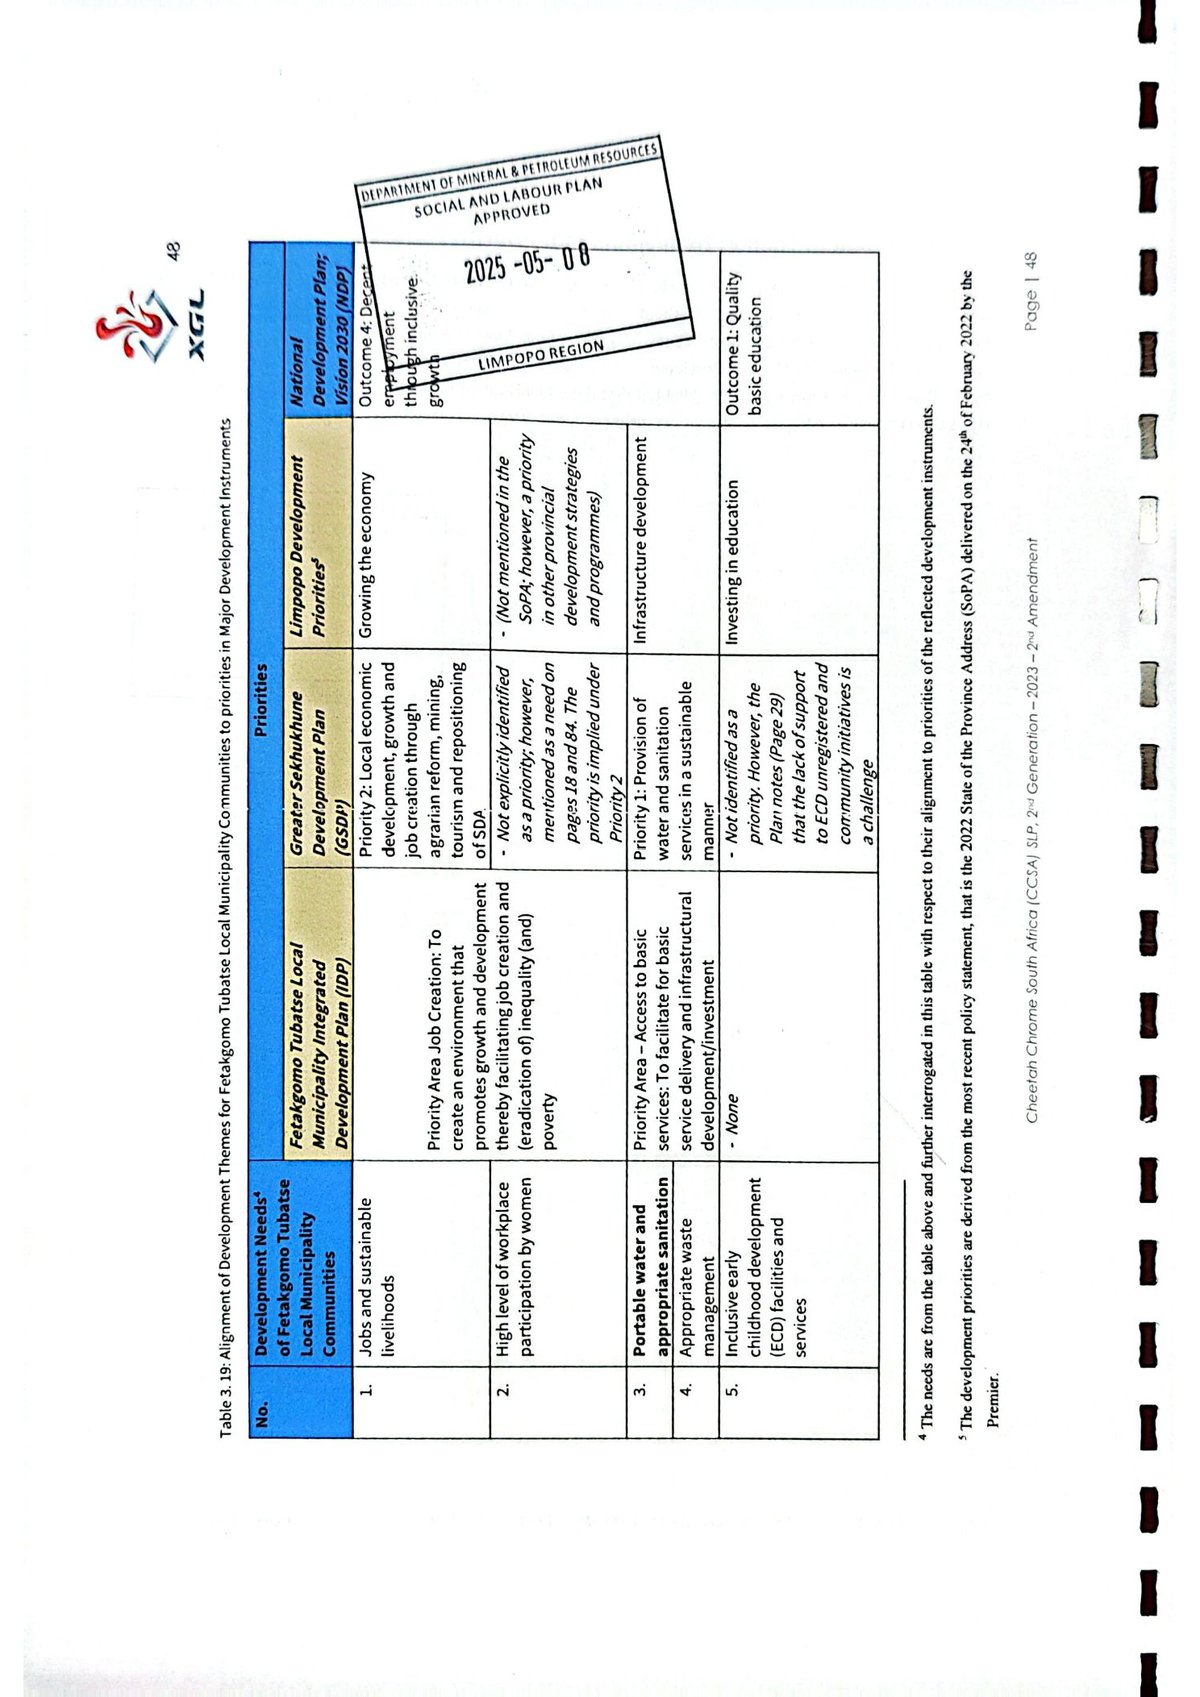 48
XGL
Table 3. 19: Alignment of Development Themes for Fetakgomo Tubatse Local Municipality Communities to priorities in Major Development Instruments
No.
Development Needs⁴
of Fetakgomo Tubatse
Local Municipality
Communities
Priorities
Fetakgomo Tubatse Local
Municipality Integrated
Development Plan (IDP)
Greater Sekhukhune
Development Plan
(GSDP)
Limpopo Development
Priorities⁵
National
Development Plan;
Vision 2030 (NDP)
1.
Jobs and sustainable
livelihoods
Priority Area Job Creation: To
create an environment that
promotes growth and development
thereby facilitating job creation and
(eradication of) inequality (and)
poverty
Priority 2: Local economic
development, growth and
job creation through
agrarian reform, mining,
tourism and repositioning
of SDA
Growing the economy
Outcome 4: Decent
employment
through inclusive
growth
2.
High level of workplace
participation by women
- Not explicitly identified
as a priority; however,
mentioned as a need on
pages 18 and 84. The
priority is implied under
Priority 2
- (Not mentioned in the
SoPA; however, a priority
in other provincial
development strategies
and programmes)
3.
Portable water and
appropriate sanitation
Priority Area – Access to basic
services: To facilitate for basic
service delivery and infrastructural
development/investment
Priority 1: Provision of
water and sanitation
services in a sustainable
manner
Infrastructure development
4.
Appropriate waste
management
5.
Inclusive early
childhood development
(ECD) facilities and
services
- None
- Not identified as a
priority. However, the
Plan notes (Page 29)
that the lack of support
to ECD unregistered and
community initiatives is
a challenge
Investing in education
Outcome 1: Quality
basic education
DEPARTMENT OF MINERAL & PETROLEUM RESOURCES
SOCIAL AND LABOUR PLAN
APPROVED
2025 -05- 08
LIMPOPO REGION
⁴ The needs are from the table above and further interrogated in this table with respect to their alignment to priorities of the reflected development instruments.
⁵ The development priorities are derived from the most recent policy statement, that is the 2022 State of the Province Address (SoPA) delivered on the 24th of February 2022 by the
Premier.
Cheetah Chrome South Africa (CCSA) SLP, 2nd Generation – 2023 – 2nd Amendment
Page | 48